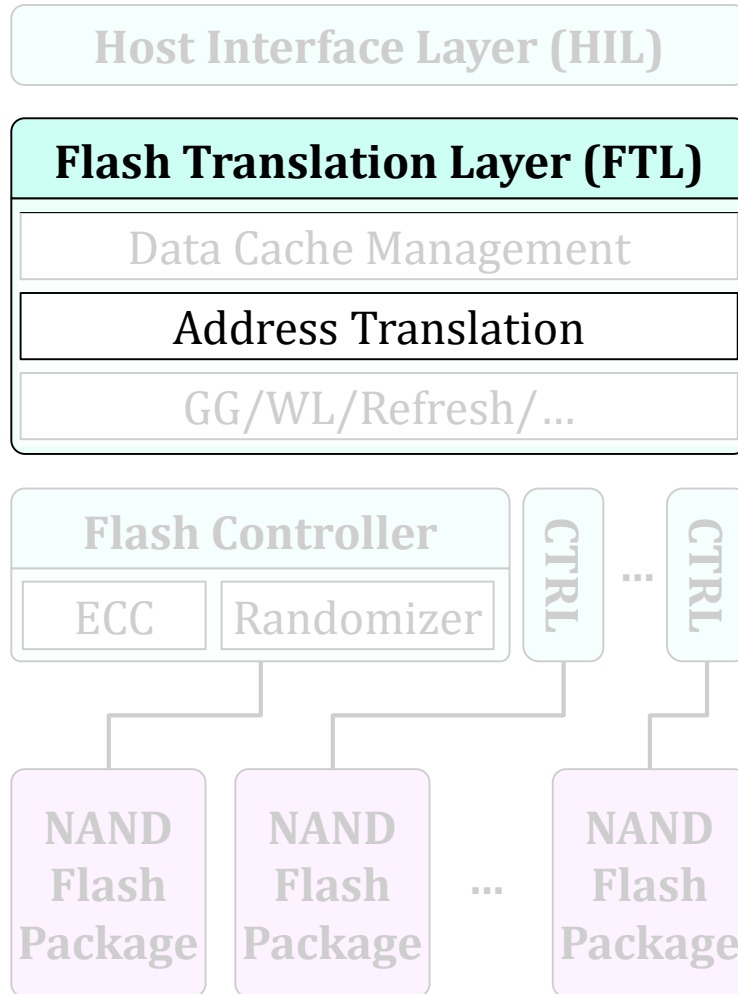 Host Interface Layer (HIL)
Flash Translation Layer (FTL)
Data Cache Management
Address Translation
GG/WL/Refresh/…
Flash Controller
ECC
Randomizer
CTRL
...
CTRL
NAND
Flash
Package
NAND
Flash
Package
...
NAND
Flash
Package